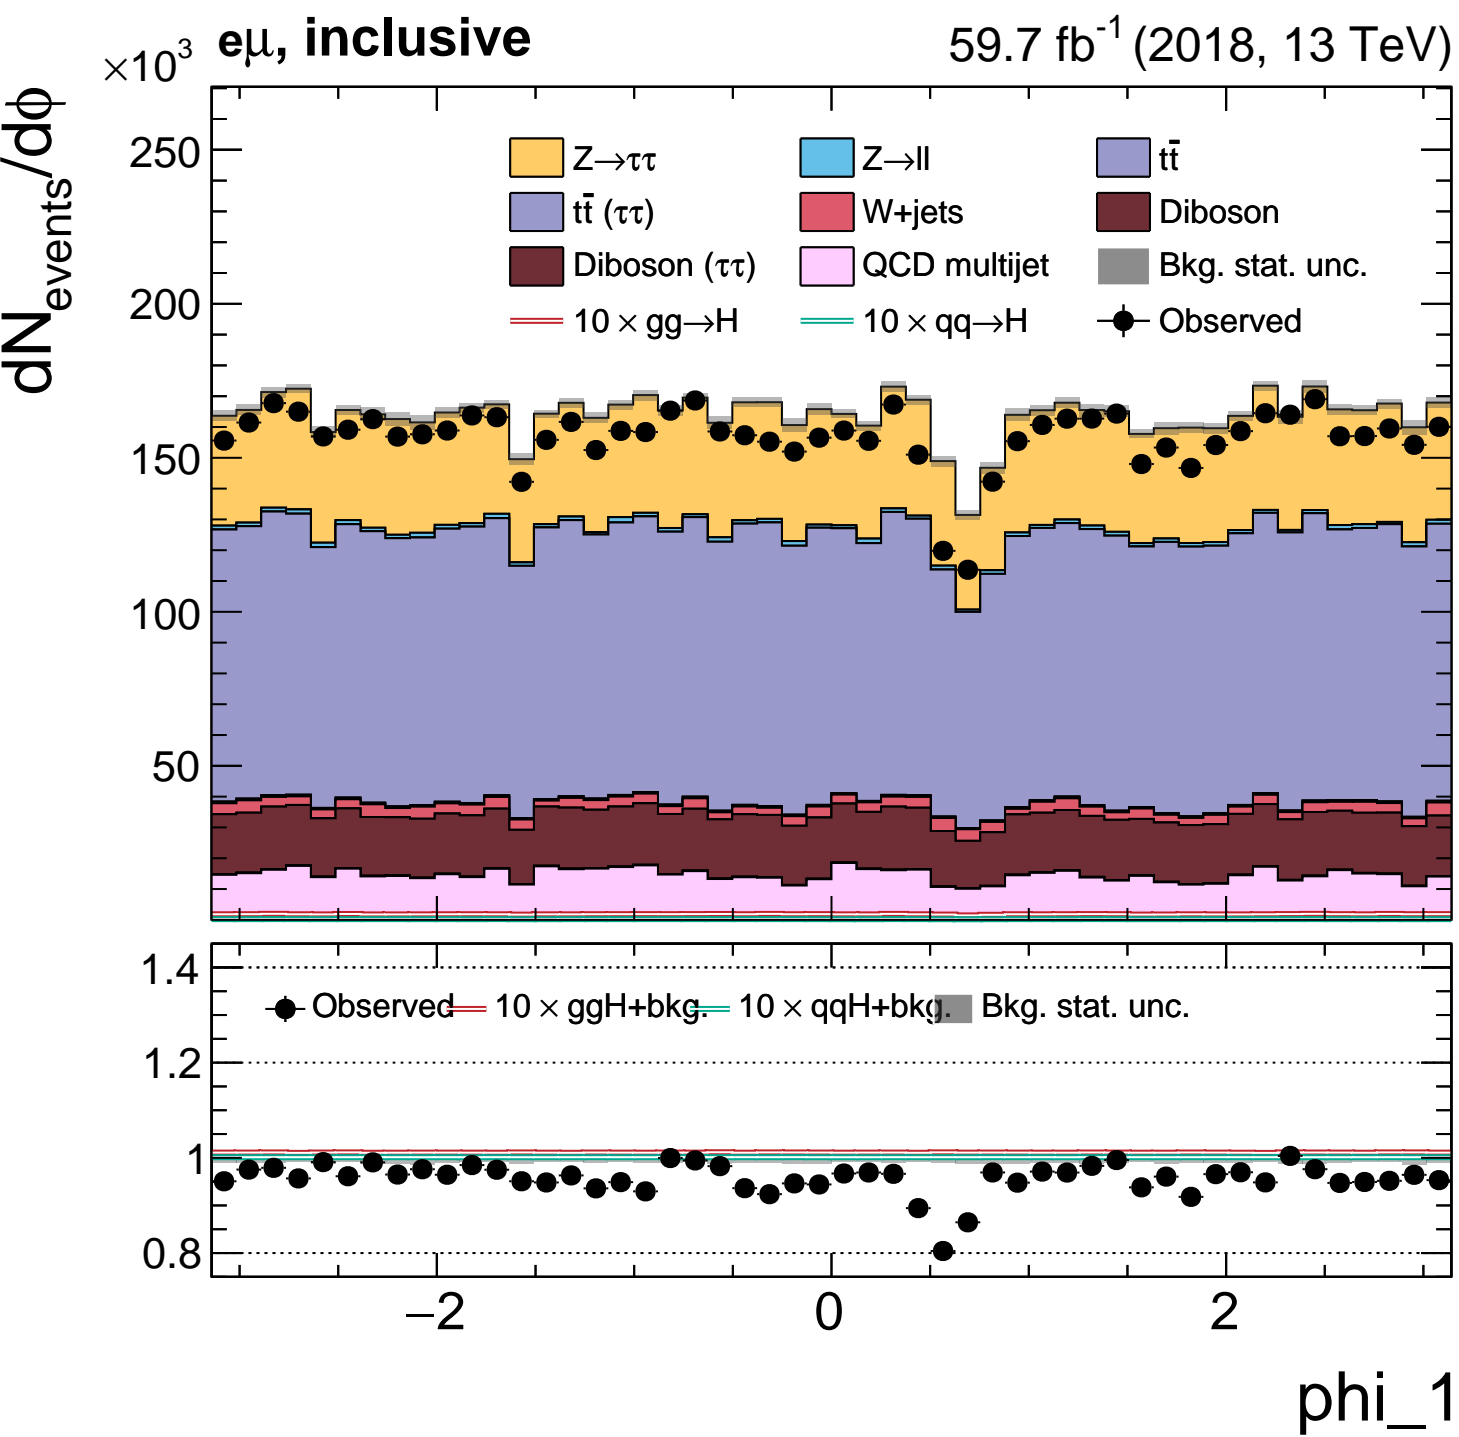 eμ, inclusive 59.7 fb⁻¹ (2018, 13 TeV)
×10³
dN_events/dϕ
250
200
150
100
50
Z→ττ Z→ll tt̄
tt̄ (ττ) W+jets Diboson
Diboson (ττ) QCD multijet Bkg. stat. unc.
10 × gg→H 10 × qq→H Observed
1.4
Observed 10 × ggH+bkg. 10 × qqH+bkg. Bkg. stat. unc.
1.2
1
0.8
−2 0 2
phi_1